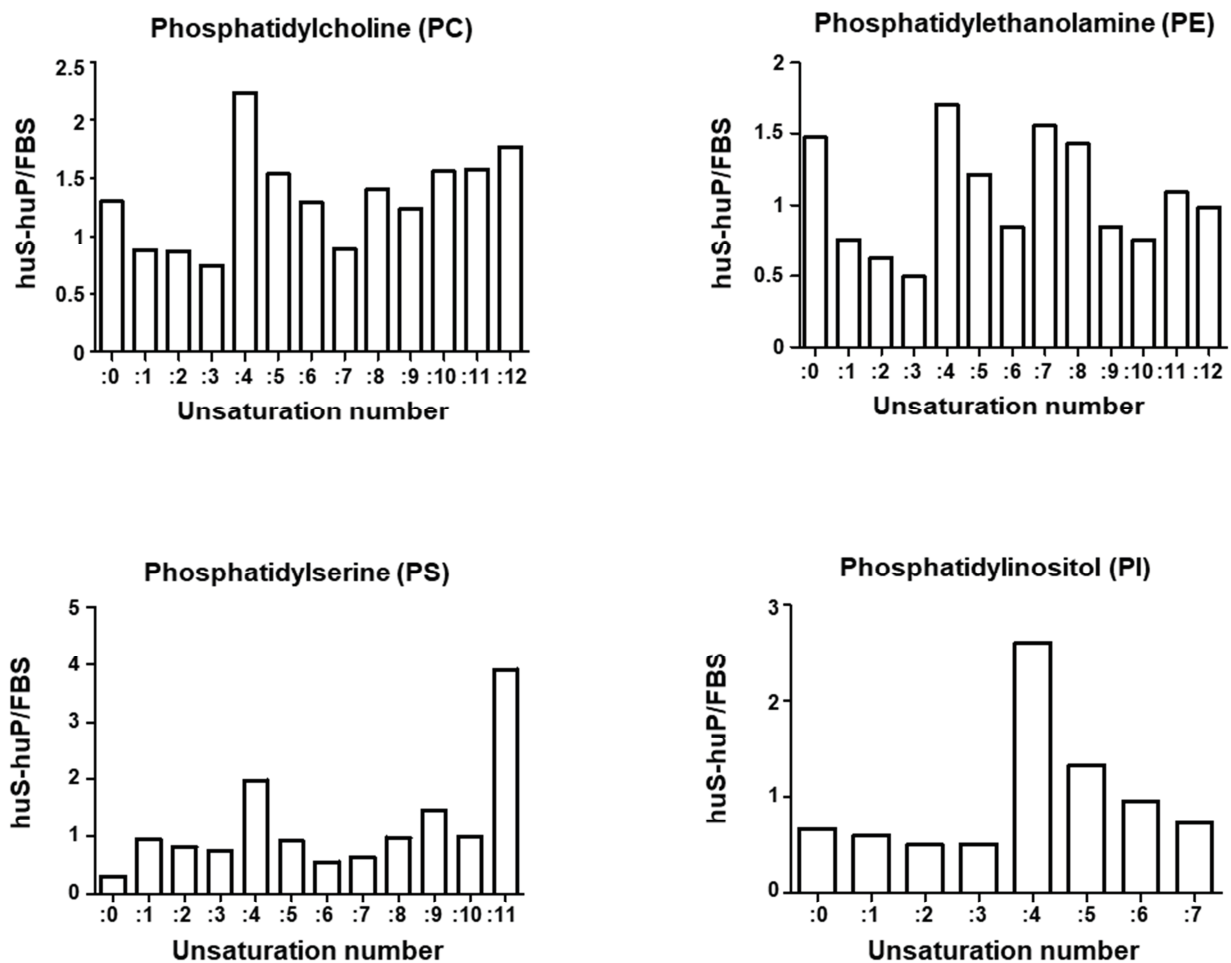 Phosphatidylcholine (PC)
huS-huP/FBS
2.5
2
1.5
1
0.5
0
:0 :1 :2 :3 :4 :5 :6 :7 :8 :9 :10 :11 :12
Unsaturation number
Phosphatidylethanolamine (PE)
huS-huP/FBS
2
1.5
1
0.5
0
:0 :1 :2 :3 :4 :5 :6 :7 :8 :9 :10 :11 :12
Unsaturation number
Phosphatidylserine (PS)
huS-huP/FBS
5
4
3
2
1
0
:0 :1 :2 :3 :4 :5 :6 :7 :8 :9 :10 :11
Unsaturation number
Phosphatidylinositol (PI)
huS-huP/FBS
3
2
1
0
:0 :1 :2 :3 :4 :5 :6 :7
Unsaturation number